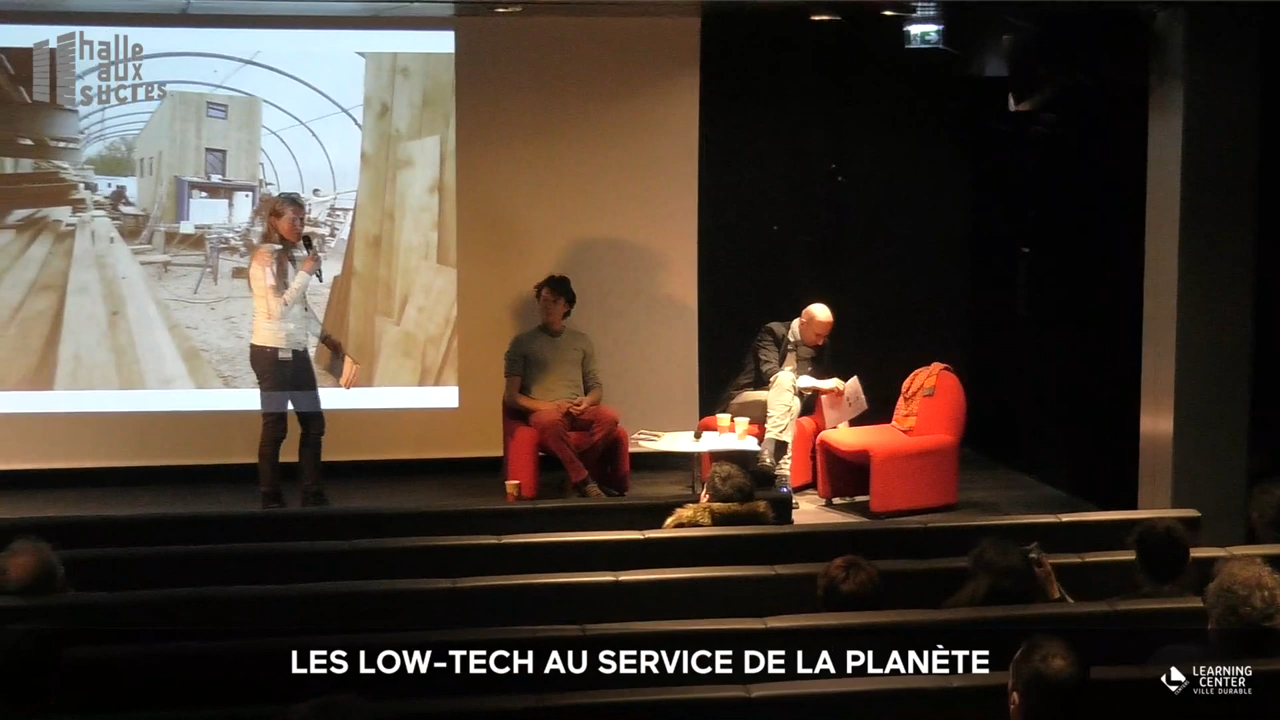 halle
aux
sucres
LES LOW-TECH AU SERVICE DE LA PLANÈTE
LEARNING
CENTER
VILLE DURABLE